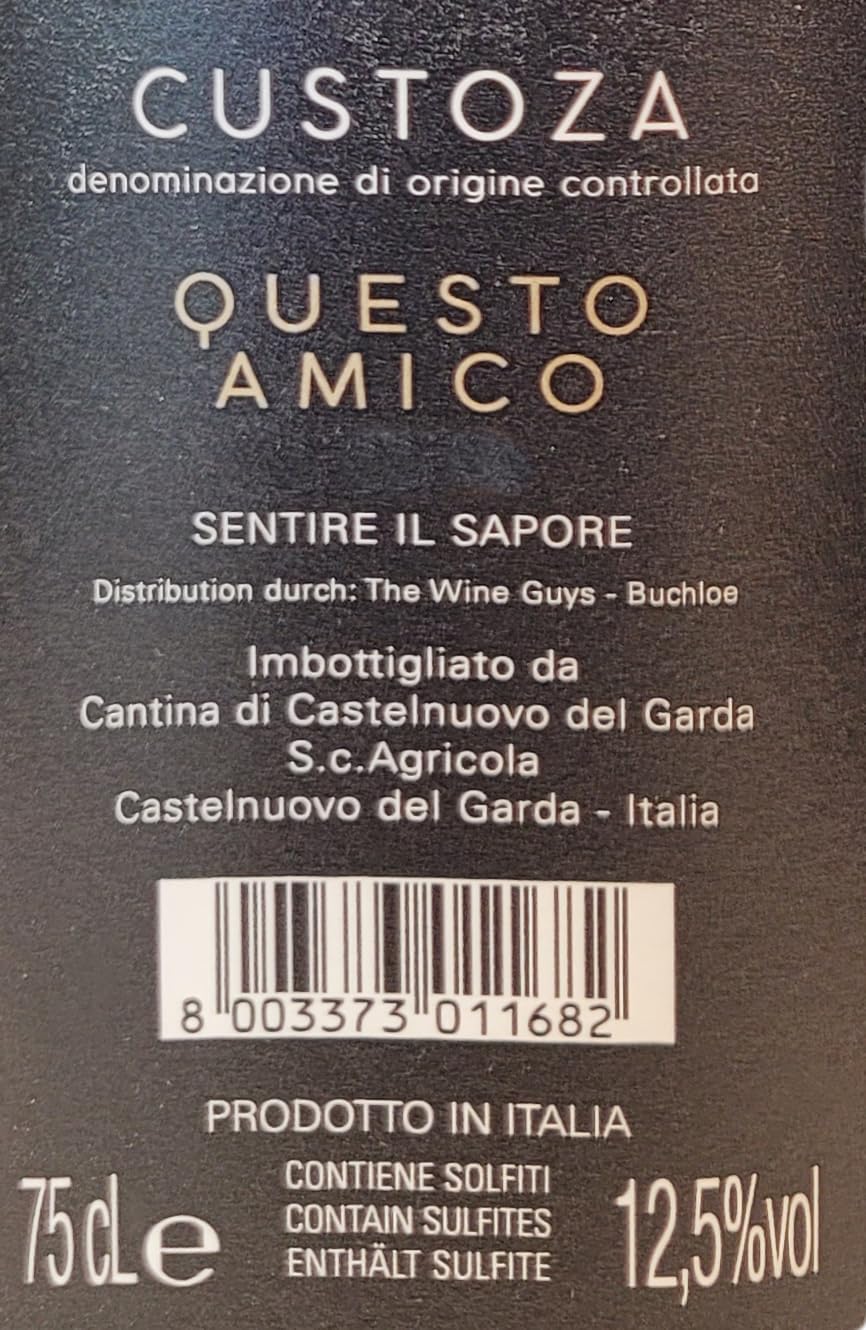 CUSTOZA
denominazione di origine controllata
QUESTO
AMICO
SENTIRE IL SAPORE
Distribution durch: The Wine Guys - Buchloe
Imbottigliato da
Cantina di Castelnuovo del Garda
S.c.Agricola
Castelnuovo del Garda - Italia
8 003373 011682
PRODOTTO IN ITALIA
75 cL e
CONTIENE SOLFITI
CONTAIN SULFITES
ENTHÄLT SULFITE
12,5%vol